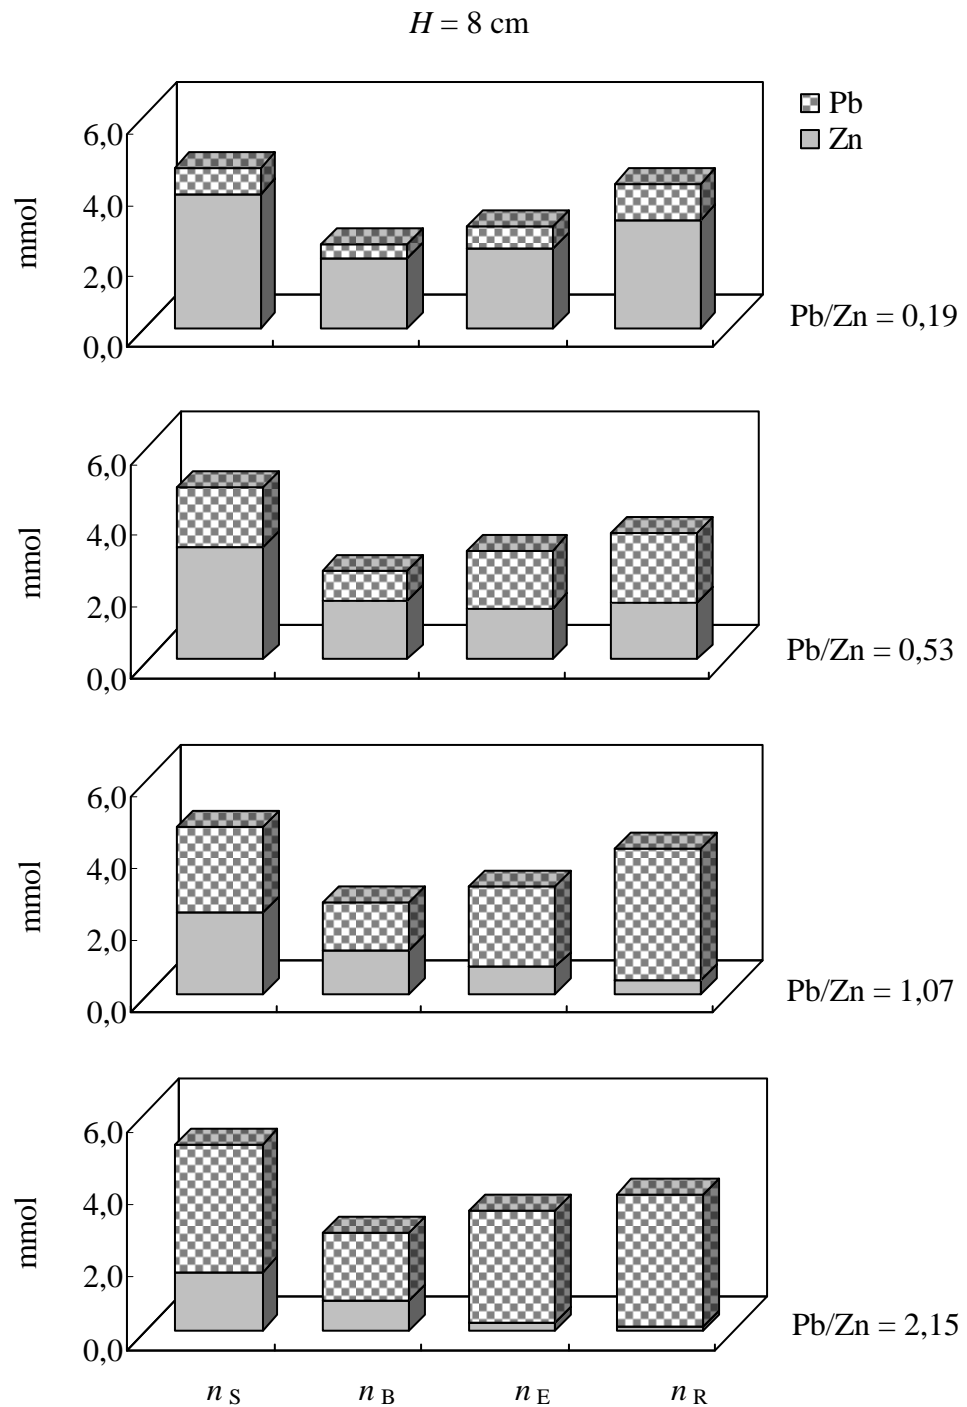 H = 8 cm
Pb
Zn
6,0
4,0
2,0
0,0
mmol
Pb/Zn = 0,19
6,0
4,0
2,0
0,0
mmol
Pb/Zn = 0,53
6,0
4,0
2,0
0,0
mmol
Pb/Zn = 1,07
6,0
4,0
2,0
0,0
mmol
Pb/Zn = 2,15
n S n B n E n R